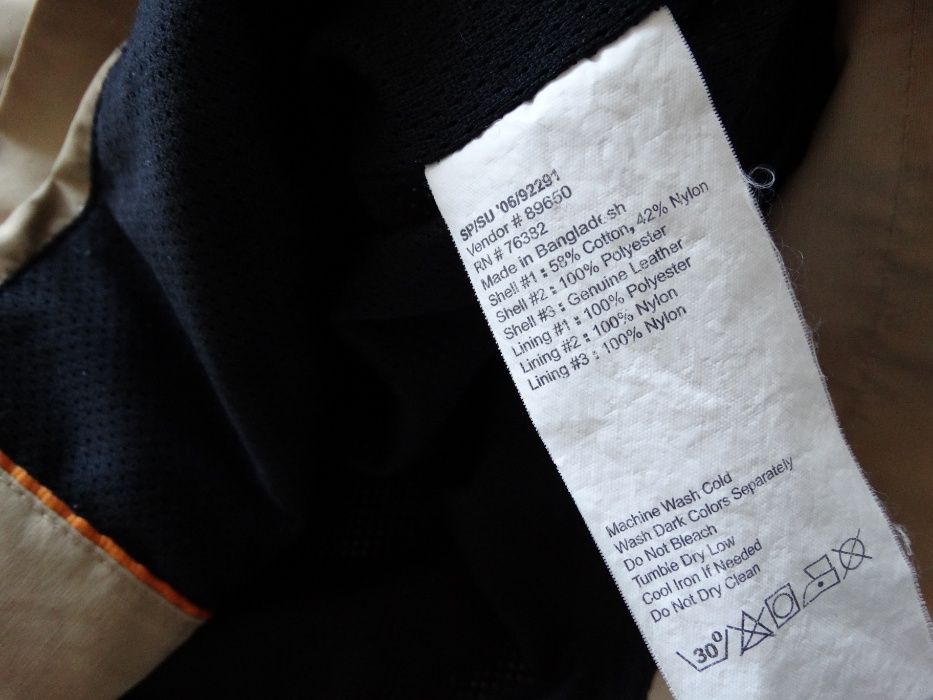 SP/SU '06/92291
Vendor # 89650
RN # 76382
Made in Bangladesh
Shell #1 : 58% Cotton, 42% Nylon
Shell #2 : 100% Polyester
Shell #3 : Genuine Leather
Lining #1 : 100% Polyester
Lining #2 : 100% Nylon
Lining #3 : 100% Nylon
Machine Wash Cold
Wash Dark Colors Separately
Do Not Bleach
Tumble Dry Low
Cool Iron If Needed
Do Not Dry Clean
30°